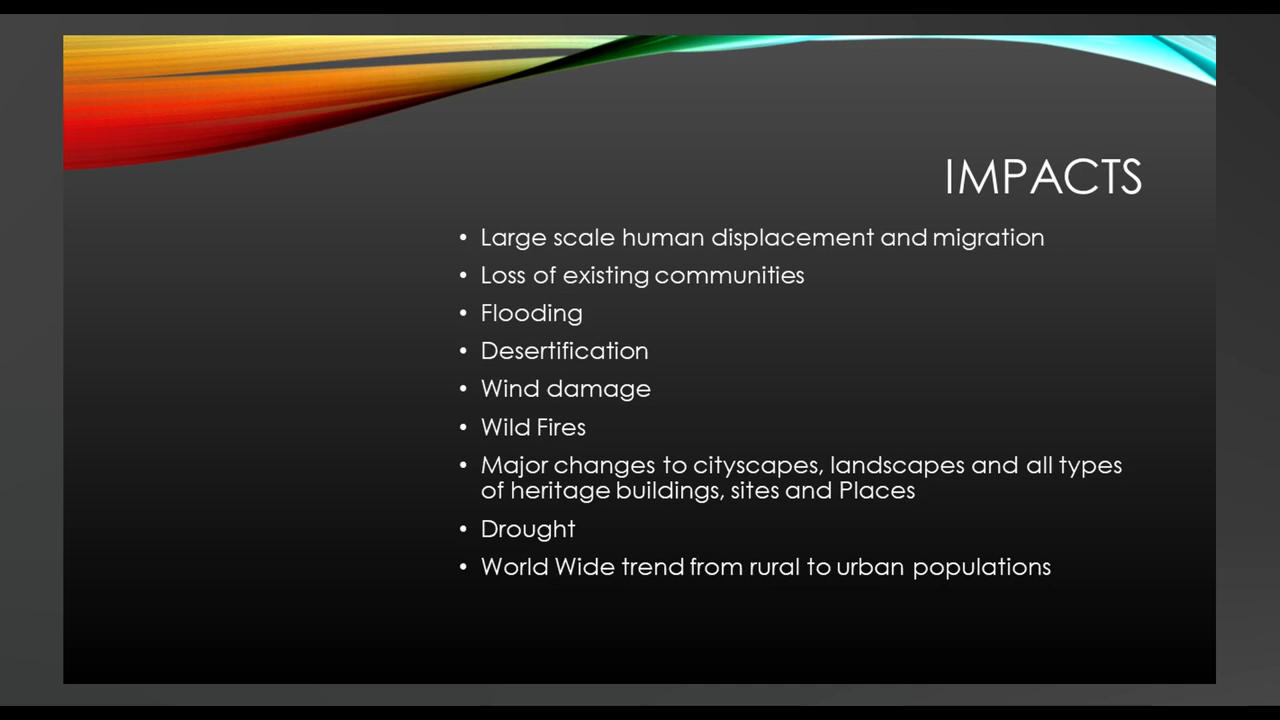 IMPACTS
• Large scale human displacement and migration
• Loss of existing communities
• Flooding
• Desertification
• Wind damage
• Wild Fires
• Major changes to cityscapes, landscapes and all types
of heritage buildings, sites and Places
• Drought
• World Wide trend from rural to urban populations